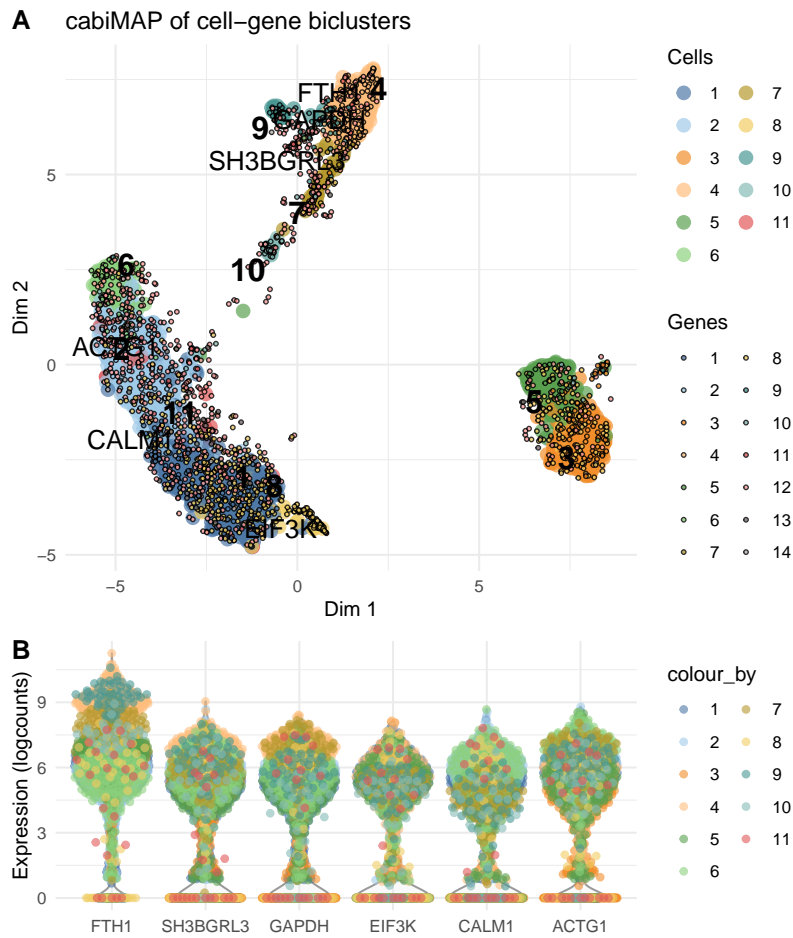 A
cabiMAP of cell−gene biclusters
FTH1
4
GAPDH
9
SH3BGRL3
7
10
6
ACTG1
2
11
CALM1
1
8
EIF3K
5
3
5
0
−5
Dim 2
−5
0
5
Dim 1
Cells
1 7
2 8
3 9
4 10
5 11
6
Genes
1 8
2 9
3 10
4 11
5 12
6 13
7 14
B
9
6
3
0
Expression (logcounts)
FTH1 SH3BGRL3 GAPDH EIF3K CALM1 ACTG1
colour_by
1 7
2 8
3 9
4 10
5 11
6